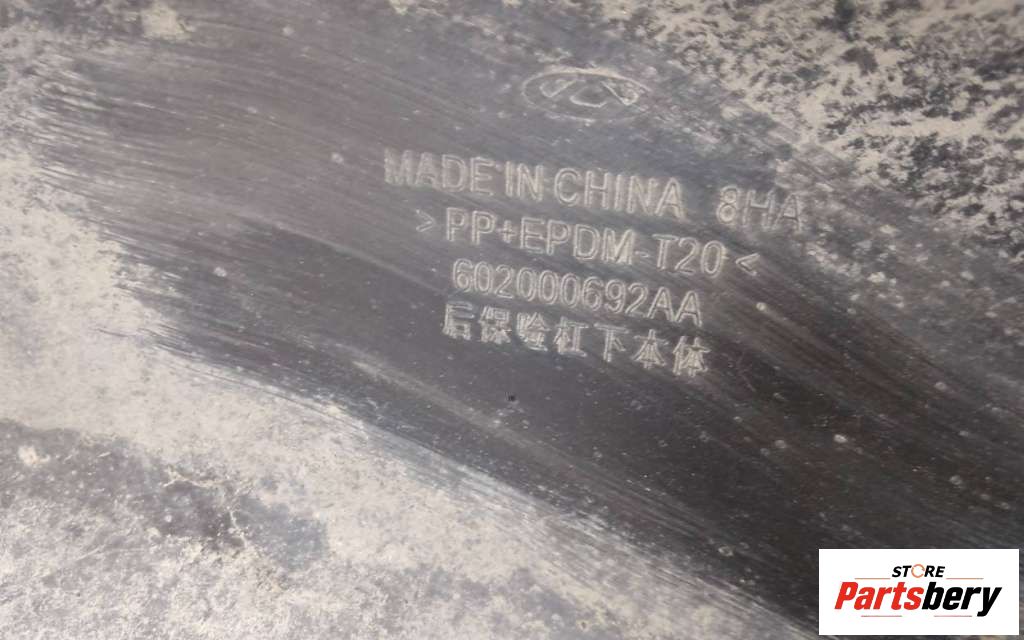 MADE IN CHINA 8HA
>PP+EPDM-T20<
602000692AA
后保险杠下本体
STORE
Partsbery